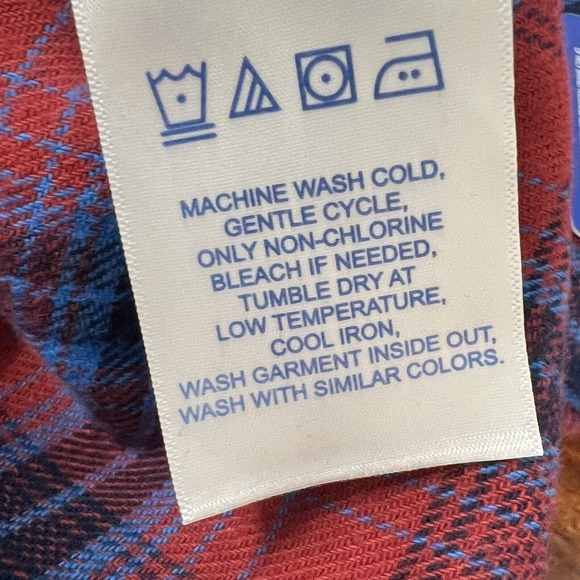 MACHINE WASH COLD,
GENTLE CYCLE,
ONLY NON-CHLORINE
BLEACH IF NEEDED,
TUMBLE DRY AT
LOW TEMPERATURE,
COOL IRON,
WASH GARMENT INSIDE OUT,
WASH WITH SIMILAR COLORS.